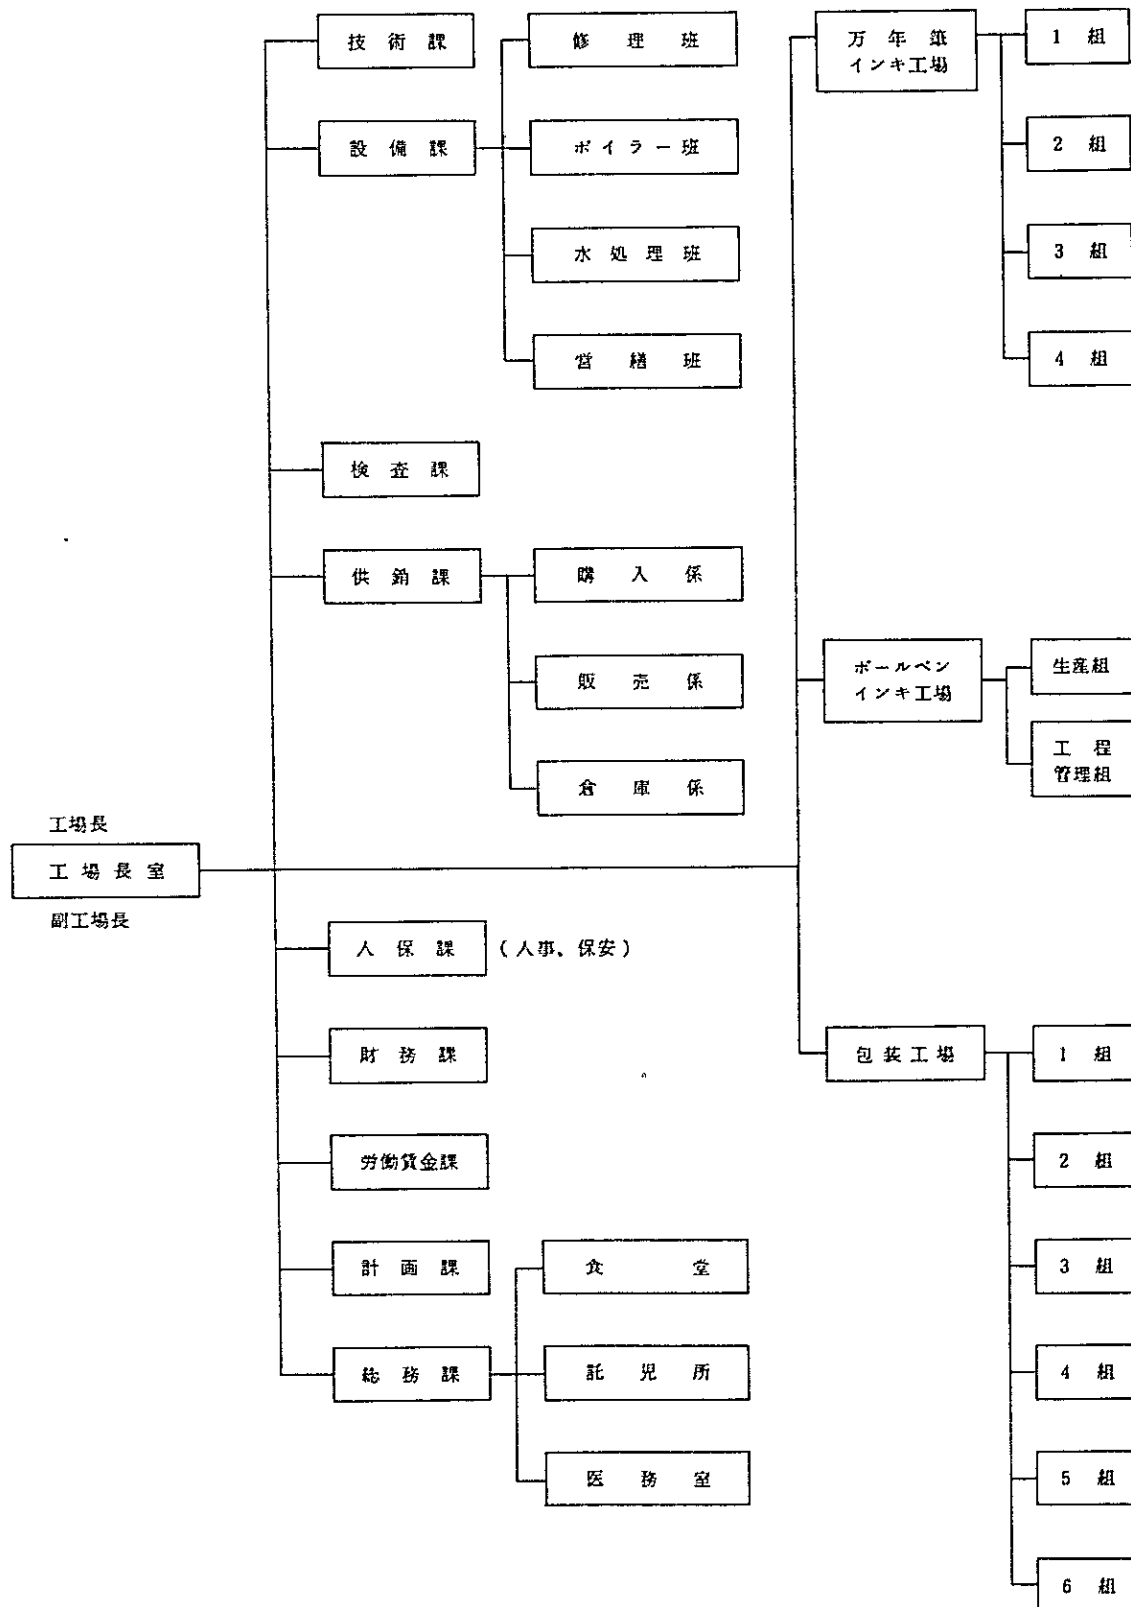 技術課
修理班
設備課
ボイラー班
水処理班
営繕班
検査課
供銷課
購入係
販売係
倉庫係
工場長
工場長室
副工場長
人保課 (人事、保安)
財務課
労働賃金課
計画課
総務課
食堂
託児所
医務室
万年筆
インキ工場
1 組
2 組
3 組
4 組
ボールペン
インキ工場
生産組
工程
管理組
包装工場
1 組
2 組
3 組
4 組
5 組
6 組